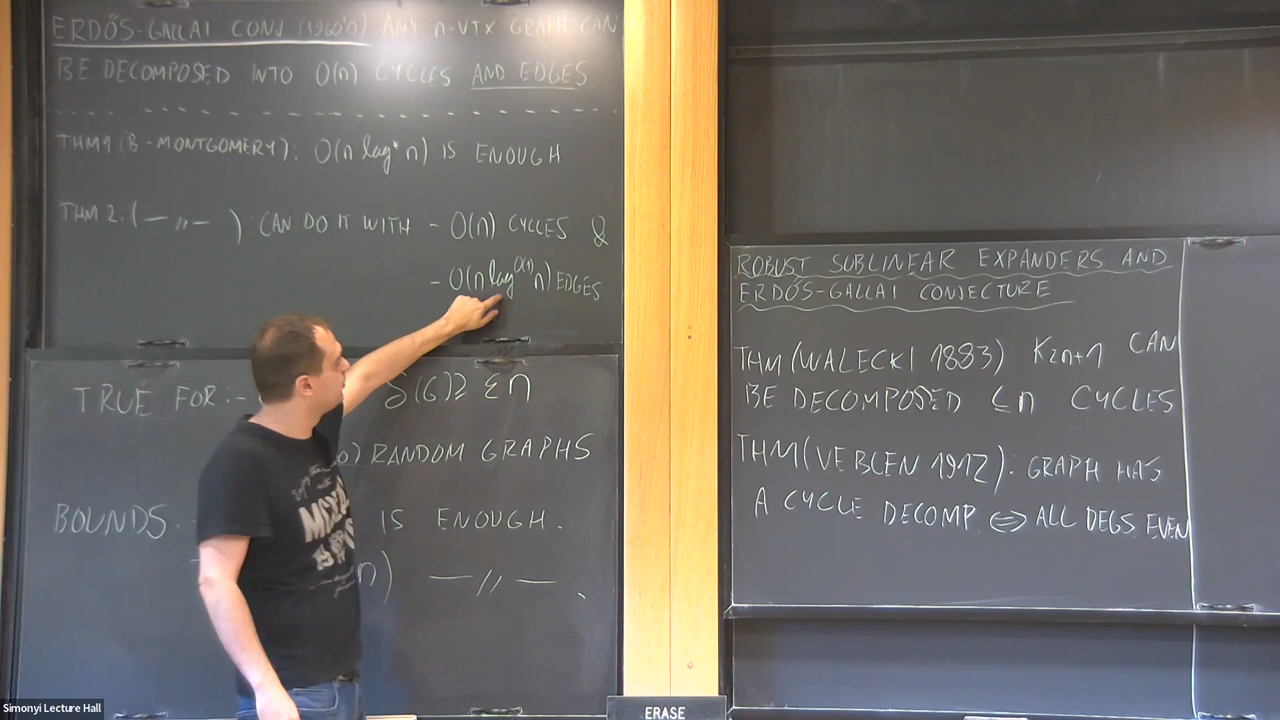 ERDŐS-GALLAI CONJ (1960'S) ANY n-VTX GRAPH CAN
BE DECOMPOSED INTO O(n) CYCLES AND EDGES
THM1 (B-MONTGOMERY): O(n log* n) IS ENOUGH
THM 2: (—〃—) : CAN DO IT WITH - O(n) CYCLES &
- O(n log^{O(1)} n) EDGES
TRUE FOR: - δ(G) ≥ εn
) RANDOM GRAPHS
BOUNDS. IS ENOUGH.
n) —〃—
ROBUST SUBLINEAR EXPANDERS AND
ERDŐS-GALLAI CONJECTURE
THM (WALECKI 1883) K2n+1 CAN
BE DECOMPOSED ≤n CYCLES
THM (VEBLEN 1912): GRAPH HAS
A CYCLE DECOMP ⇔ ALL DEGS EVEN
ERASE
Simonyi Lecture Hall